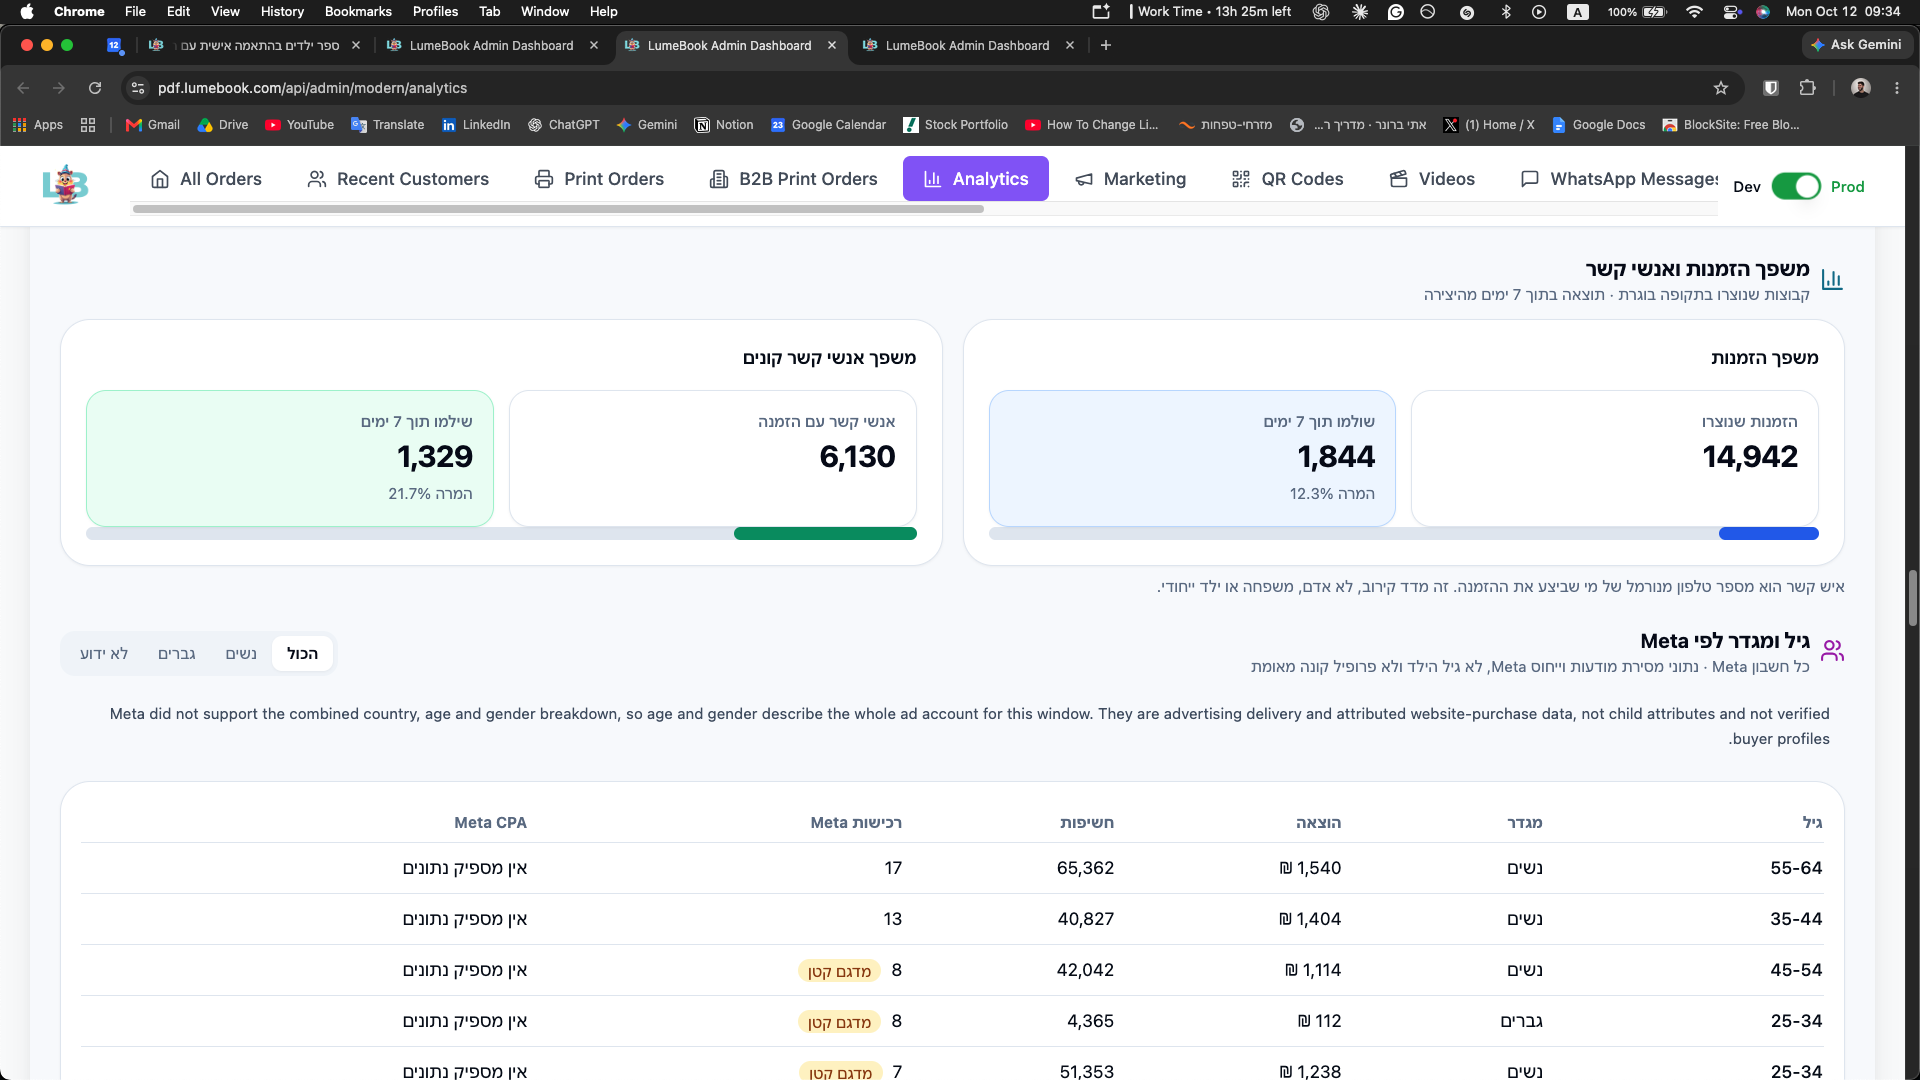 Chrome File Edit View History Bookmarks Profiles Tab Window Help
Work Time • 13h 25m left
A
100%
Mon Oct 12 09:34
12
ספר ילדים בהתאמה אישית עם
LumeBook Admin Dashboard
LumeBook Admin Dashboard
LumeBook Admin Dashboard
Ask Gemini
pdf.lumebook.com/api/admin/modern/analytics
Apps Gmail Drive YouTube Translate LinkedIn ChatGPT Gemini Notion Google Calendar Stock Portfolio How To Change Li... מזרחי-טפחות אתי ברונר · מדריך ר... (1) Home / X Google Docs BlockSite: Free Blo...
All Orders Recent Customers Print Orders B2B Print Orders Analytics Marketing QR Codes Videos WhatsApp Messages Dev Prod
משפך הזמנות ואנשי קשר
קבוצות שנוצרו בתקופה בוגרת · תוצאה בתוך 7 ימים מהיצירה
משפך הזמנות
הזמנות שנוצרו
14,942
שולמו תוך 7 ימים
1,844
המרה 12.3%
משפך אנשי קשר קונים
אנשי קשר עם הזמנה
6,130
שילמו תוך 7 ימים
1,329
המרה 21.7%
איש קשר הוא מספר טלפון מנורמל של מי שביצע את ההזמנה. זה מדד קירוב, לא אדם, משפחה או ילד ייחודי.
גיל ומגדר לפי Meta
כל חשבון Meta · נתוני מסירת מודעות וייחוס Meta, לא גיל הילד ולא פרופיל קונה מאומת
הכול נשים גברים לא ידוע
Meta did not support the combined country, age and gender breakdown, so age and gender describe the whole ad account for this window. They are advertising delivery and attributed website-purchase data, not child attributes and not verified
buyer profiles.
גיל מגדר הוצאה חשיפות רכישות Meta Meta CPA
55-64 נשים 1,540 ₪ 65,362 17 אין מספיק נתונים
35-44 נשים 1,404 ₪ 40,827 13 אין מספיק נתונים
45-54 נשים 1,114 ₪ 42,042 8 מדגם קטן אין מספיק נתונים
25-34 גברים 112 ₪ 4,365 8 מדגם קטן אין מספיק נתונים
25-34 נשים 1,238 ₪ 51,353 7 מדגם קטן אין מספיק נתונים